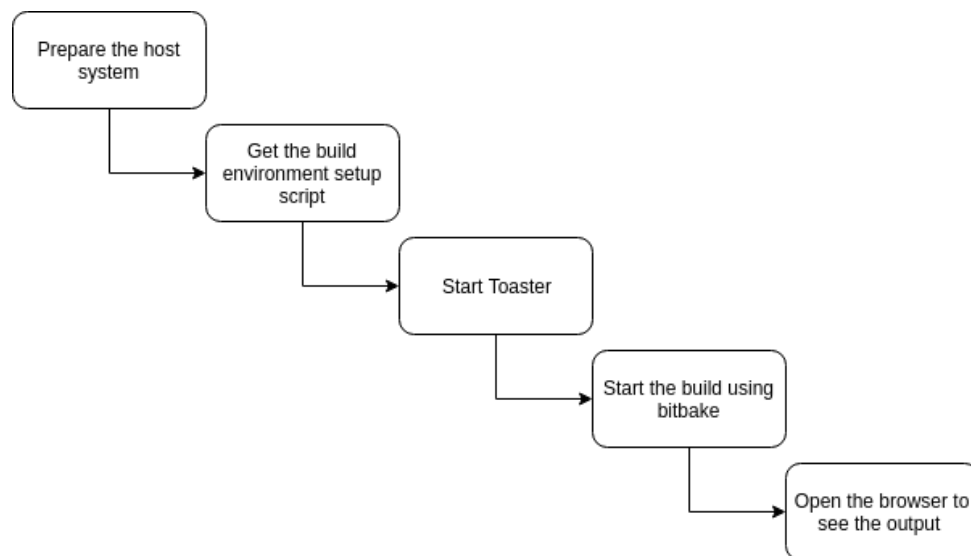 Prepare the host
system
Get the build
environment setup
script
Start Toaster
Start the build using
bitbake
Open the browser to
see the output